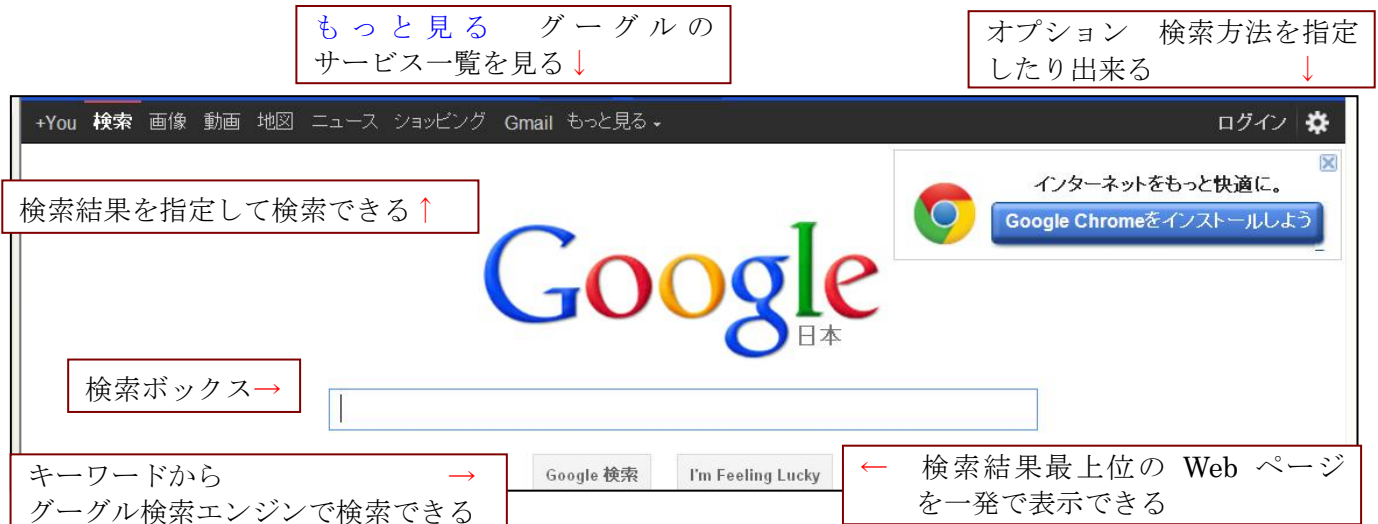 もっと見る グーグルの
サービス一覧を見る↓
オプション 検索方法を指定
したり出来る ↓
+You 検索 画像 動画 地図 ニュース ショッピング Gmail もっと見る
ログイン
インターネットをもっと快適に。
Google Chromeをインストールしよう
検索結果を指定して検索できる↑
Google
日本
検索ボックス→
キーワードから →
グーグル検索エンジンで検索できる
Google 検索
I'm Feeling Lucky
← 検索結果最上位の Web ページ
を一発で表示できる